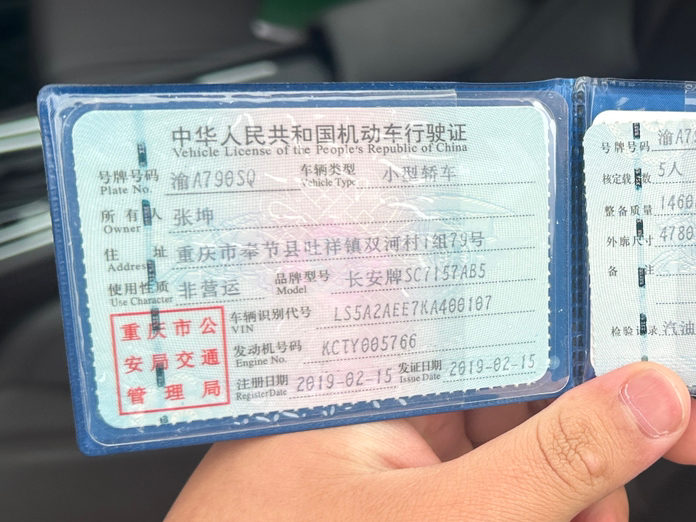 中华人民共和国机动车行驶证
Vehicle License of the People's Republic of China
号牌号码 渝A790SQ 车辆类型 小型轿车
Plate No. Vehicle Type
所有人 张坤
Owner
住址 重庆市奉节县吐祥镇双河村1组79号
Address
使用性质 非营运 品牌型号 长安牌SC7157AB5
Use Character Model
车辆识别代号 LS5A2AEE7KA400107
VIN
发动机号码 KCTY005766
Engine No.
注册日期 2019-02-15 发证日期 2019-02-15
Register Date Issue Date
重庆市公
安局交通
管理局
号牌号码 渝A7
核定载 数 5人
整备质量 1460
外廓尺寸 4780
备注
检验记录 汽油